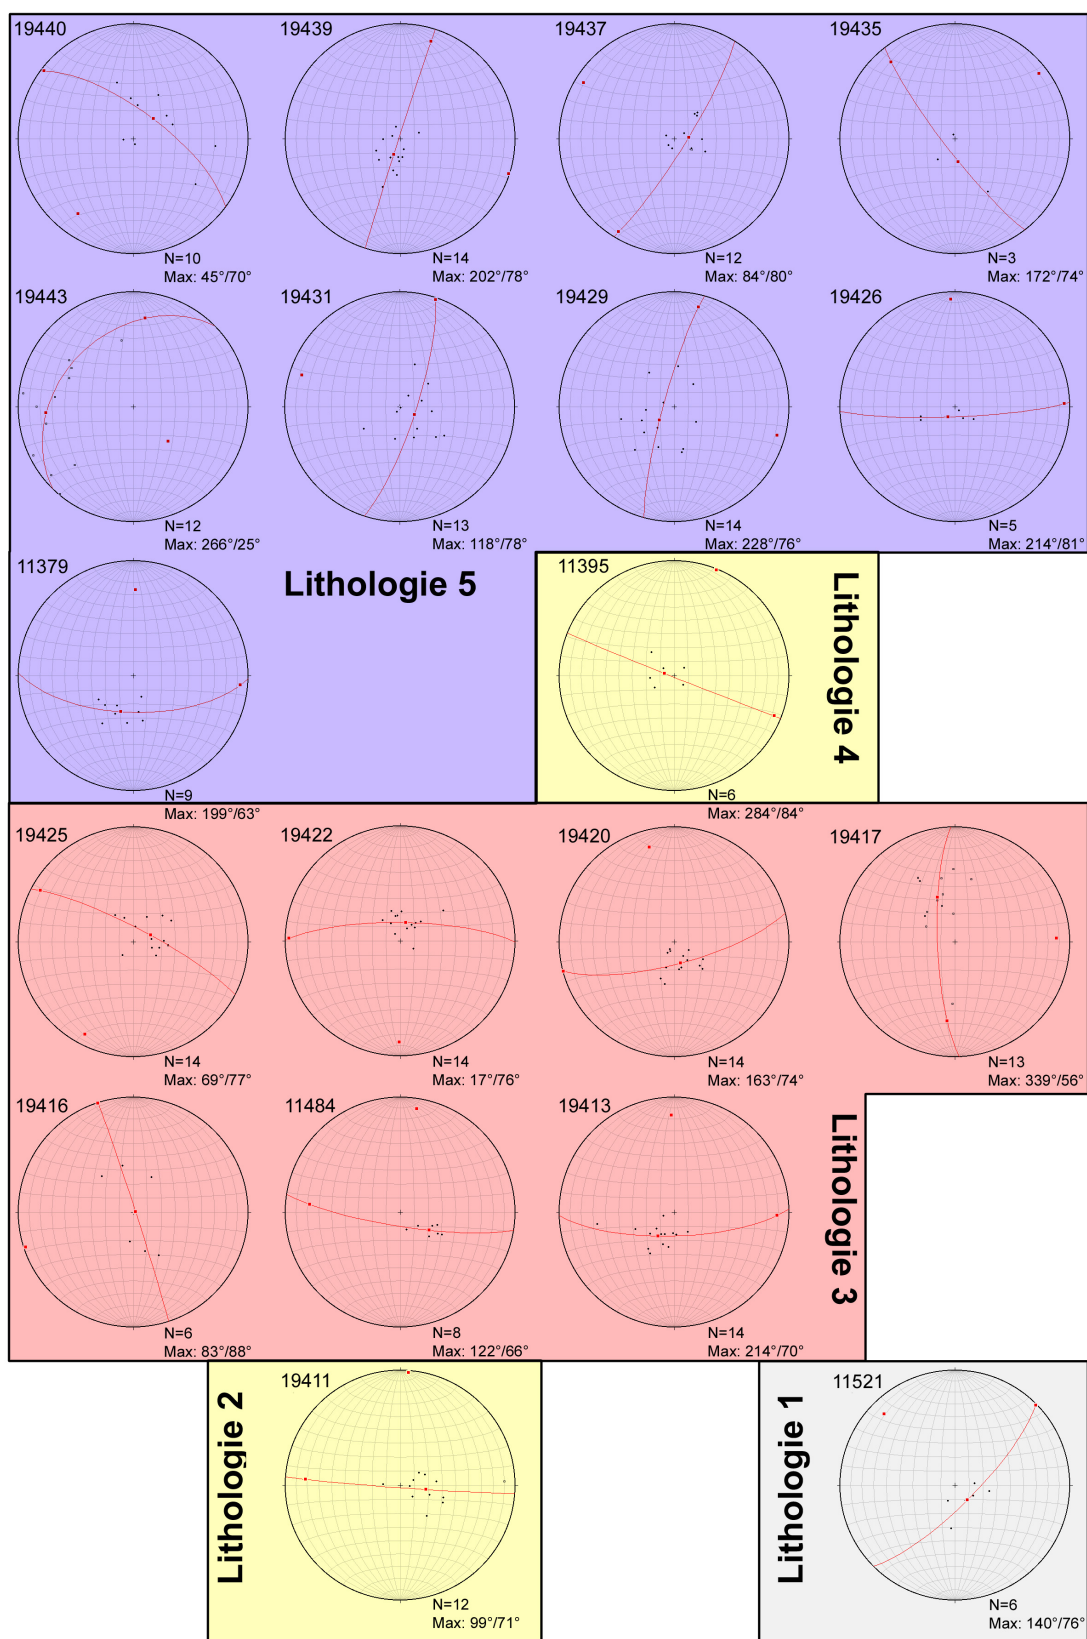 19440
N=10
Max: 45°/70°
19439
N=14
Max: 202°/78°
19437
N=12
Max: 84°/80°
19435
N=3
Max: 172°/74°
19443
N=12
Max: 266°/25°
19431
N=13
Max: 118°/78°
19429
N=14
Max: 228°/76°
19426
N=5
Max: 214°/81°
11379
N=9
Max: 199°/63°
Lithologie 5
11395
N=6
Max: 284°/84°
Lithologie 4
19425
N=14
Max: 69°/77°
19422
N=14
Max: 17°/76°
19420
N=14
Max: 163°/74°
19417
N=13
Max: 339°/56°
19416
N=6
Max: 83°/88°
11484
N=8
Max: 122°/66°
19413
N=14
Max: 214°/70°
Lithologie 3
Lithologie 2
19411
N=12
Max: 99°/71°
Lithologie 1
11521
N=6
Max: 140°/76°